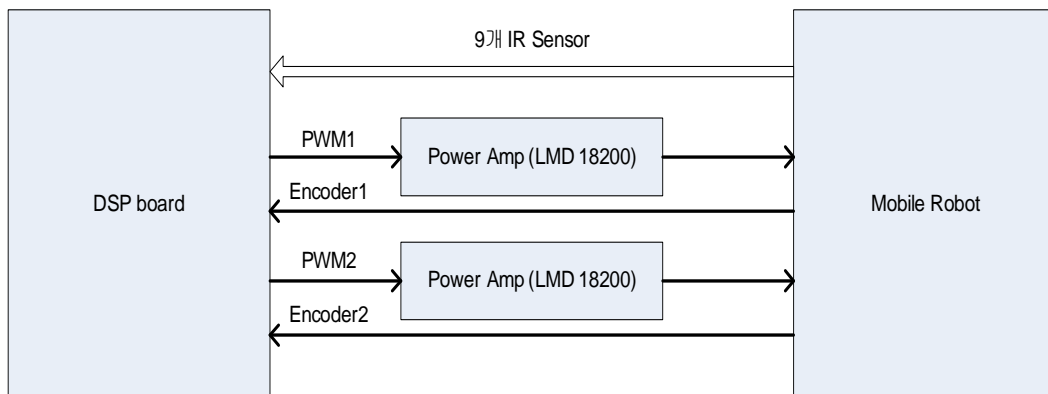 9개 IR Sensor
PWM1
Power Amp (LMD 18200)
Encoder1
DSP board
Mobile Robot
PWM2
Power Amp (LMD 18200)
Encoder2